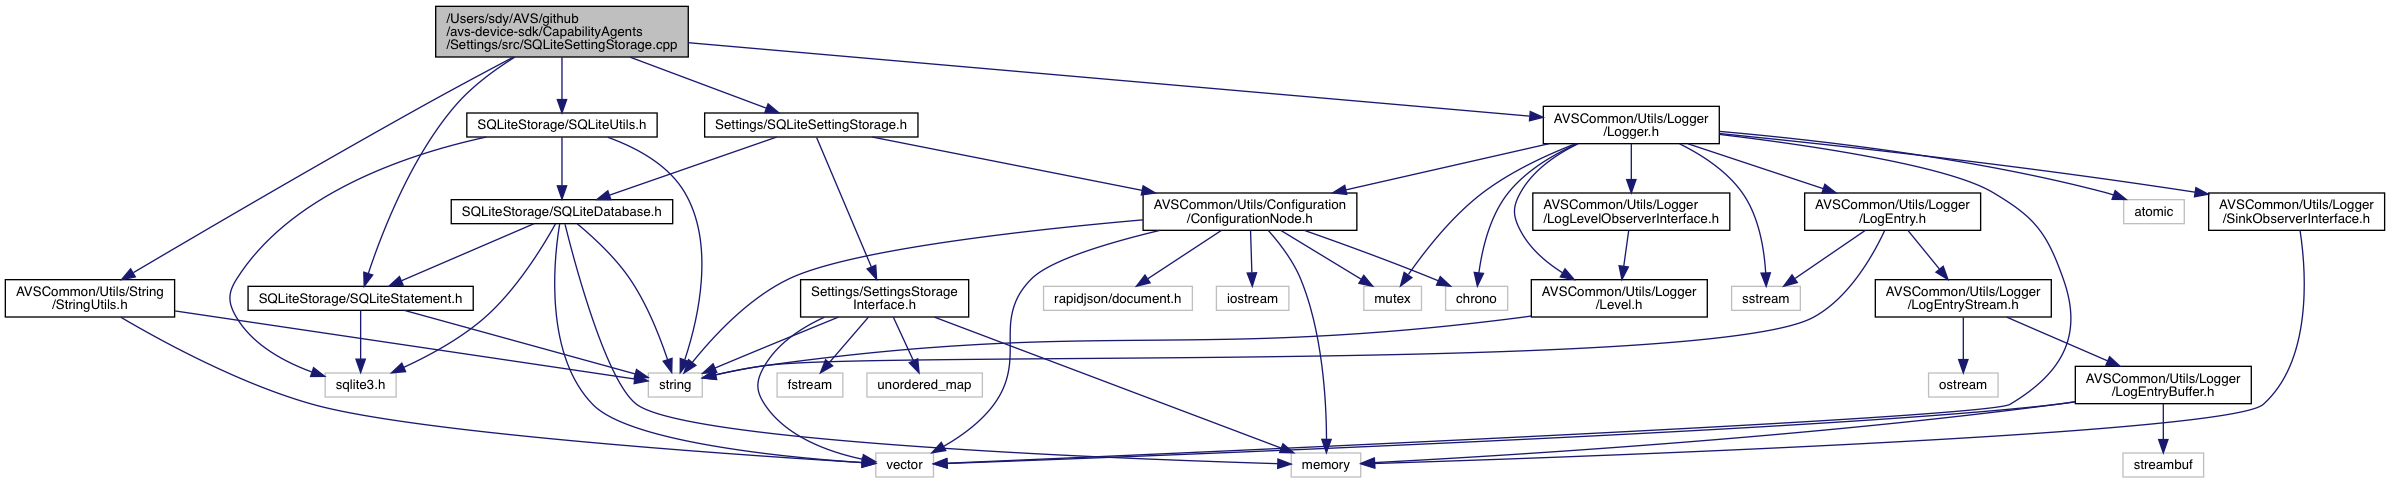 /Users/sdy/AVS/github
/avs-device-sdk/CapabilityAgents
/Settings/src/SQLiteSettingStorage.cpp
SQLiteStorage/SQLiteUtils.h
Settings/SQLiteSettingStorage.h
AVSCommon/Utils/Logger
/Logger.h
SQLiteStorage/SQLiteDatabase.h
AVSCommon/Utils/Configuration
/ConfigurationNode.h
AVSCommon/Utils/Logger
/LogLevelObserverInterface.h
AVSCommon/Utils/Logger
/LogEntry.h
atomic
AVSCommon/Utils/Logger
/SinkObserverInterface.h
AVSCommon/Utils/String
/StringUtils.h
SQLiteStorage/SQLiteStatement.h
Settings/SettingsStorage
Interface.h
rapidjson/document.h
iostream
mutex
chrono
AVSCommon/Utils/Logger
/Level.h
sstream
AVSCommon/Utils/Logger
/LogEntryStream.h
sqlite3.h
string
fstream
unordered_map
ostream
AVSCommon/Utils/Logger
/LogEntryBuffer.h
vector
memory
streambuf